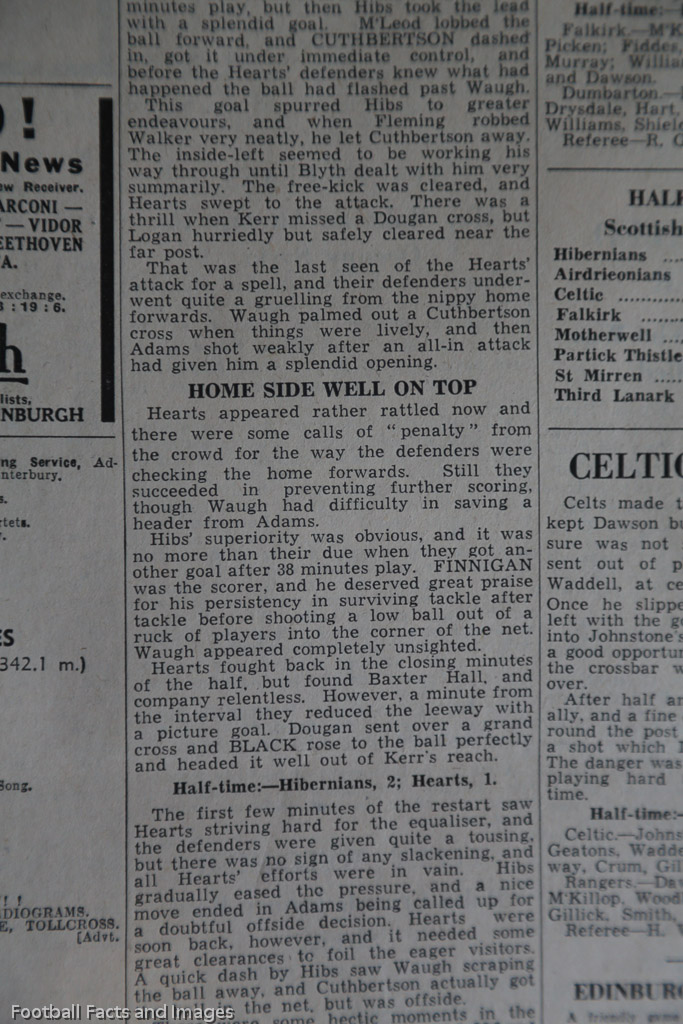 minutes play, but then Hibs took the lead
with a splendid goal. M'Leod lobbed the
ball forward, and CUTHBERTSON dashed
in, got it under immediate control, and
before the Hearts' defenders knew what had
happened the ball had flashed past Waugh.
This goal spurred Hibs to greater
endeavours, and when Fleming robbed
Walker very neatly, he let Cuthbertson away.
The inside-left seemed to be working his
way through until Blyth dealt with him very
summarily. The free-kick was cleared, and
Hearts swept to the attack. There was a
thrill when Kerr missed a Dougan cross, but
Logan hurriedly but safely cleared near the
far post.
That was the last seen of the Hearts'
attack for a spell, and their defenders under-
went quite a gruelling from the nippy home
forwards. Waugh palmed out a Cuthbertson
cross when things were lively, and then
Adams shot weakly after an all-in attack
had given him a splendid opening.
HOME SIDE WELL ON TOP
Hearts appeared rather rattled now and
there were some calls of "penalty" from
the crowd for the way the defenders were
checking the home forwards. Still they
succeeded in preventing further scoring,
though Waugh had difficulty in saving a
header from Adams.
Hibs' superiority was obvious, and it was
no more than their due when they got an-
other goal after 38 minutes play. FINNIGAN
was the scorer, and he deserved great praise
for his persistency in surviving tackle after
tackle before shooting a low ball out of a
ruck of players into the corner of the net.
Waugh appeared completely unsighted.
Hearts fought back in the closing minutes
of the half, but found Baxter Hall, and
company relentless. However, a minute from
the interval they reduced the leeway with
a picture goal. Dougan sent over a grand
cross and BLACK rose to the ball perfectly
and headed it well out of Kerr's reach.
Half-time:—Hibernians, 2; Hearts, 1.
The first few minutes of the restart saw
Hearts striving hard for the equaliser, and
the defenders were given quite a tousing,
but there was no sign of any slackening, and
all Hearts' efforts were in vain. Hibs
gradually eased the pressure, and a nice
move ended in Adams being called up for
a doubtful offside decision. Hearts were
soon back, however, and it needed some
great clearances to foil the eager visitors.
A quick dash by Hibs saw Waugh scraping
the ball away, and Cuthbertson actually got
in the net, but was offside.
some hectic moments in the
!
News
Receiver.
ARCONI —
— VIDOR
EETHOVEN
A.
exchange.
: 19 : 6.
h
lists,
NBURGH
ng Service, Ad-
nterbury.
s.
rtets.
ES
342.1 m.)
Song.
! !
DIOGRAMS.
E, TOLLCROSS.
[Advt.
Half-time:
Falkirk.—M'K
Picken; Fiddes,
Murray; William
and Dawson.
Dumbarton.—
Drysdale, Hart,
Williams, Shiel
Referee—R. C
HALF
Scottish
Hibernians ...
Airdrieonians
Celtic ............
Falkirk ........
Motherwell ....
Partick Thistle
St Mirren .....
Third Lanark
CELTIC
Celts made t
kept Dawson bu
sure was not
sent out of p
Waddell, at ce
Once he slippe
left with the go
into Johnstone's
a good opportun
the crossbar w
over.
After half an
ally, and a fine
round the post
a shot which
The danger was
playing hard
time.
Half-time:—
Celtic.—Johns
Geatons, Wadde
way, Crum, Gil
Rangers.—Da
M'Killop, Wood
Gillick, Smith,
Referee—H.
EDINBUR
A friendly game
Football Facts and Images